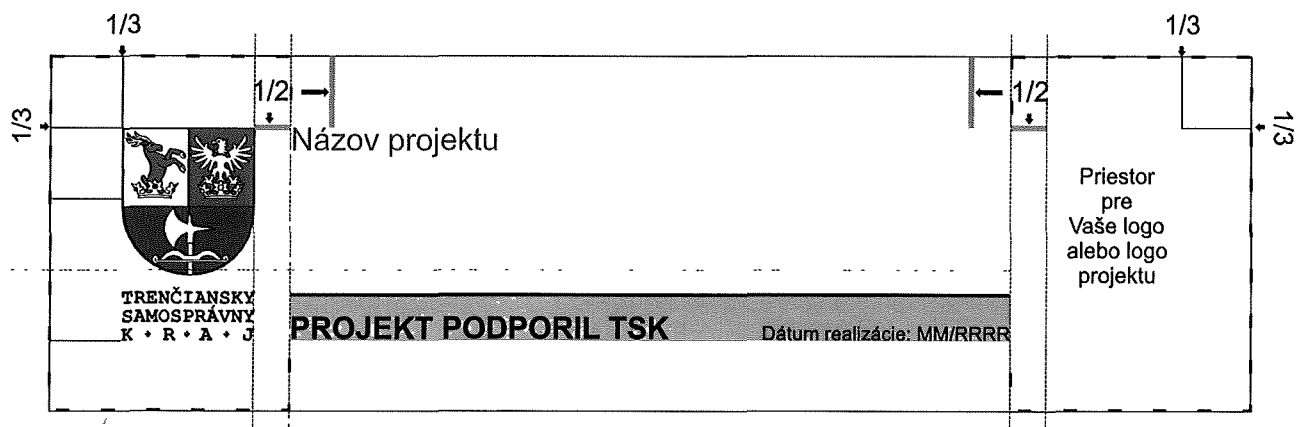 1/3
1/3
1/2
1/2
1/3
1/3
Názov projektu
Priestor
pre
Vaše logo
alebo logo
projektu
TRENČIANSKY
SAMOSPRÁVNY
K • R • A • J
PROJEKT PODPORIL TSK
Dátum realizácie: MM/RRRR